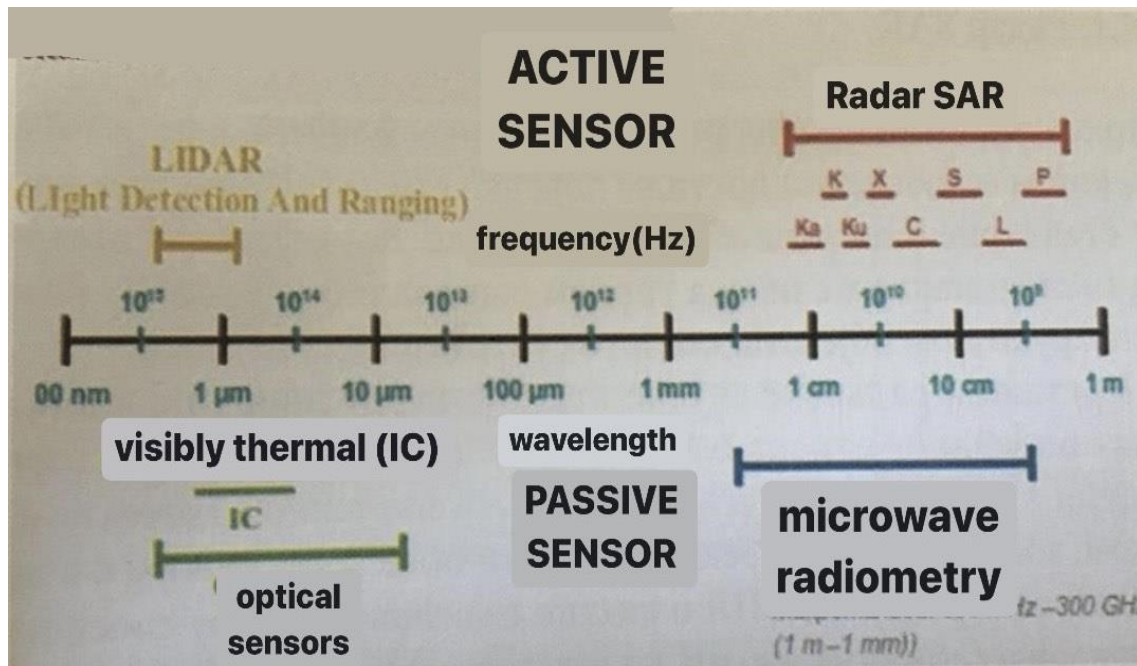 ACTIVE
SENSOR
Radar SAR
LIDAR
(LIght Detection And Ranging)
K X S P
Ka Ku C L
frequency(Hz)
10¹⁴ 10¹³ 10¹² 10¹¹ 10¹⁰
00 nm 1 µm 10 µm 100 µm 1 mm 1 cm 10 cm 1 m
visibly thermal (IC)
wavelength
IC
PASSIVE
SENSOR
microwave
radiometry
optical
sensors
–300 GH
(1 m–1 mm))